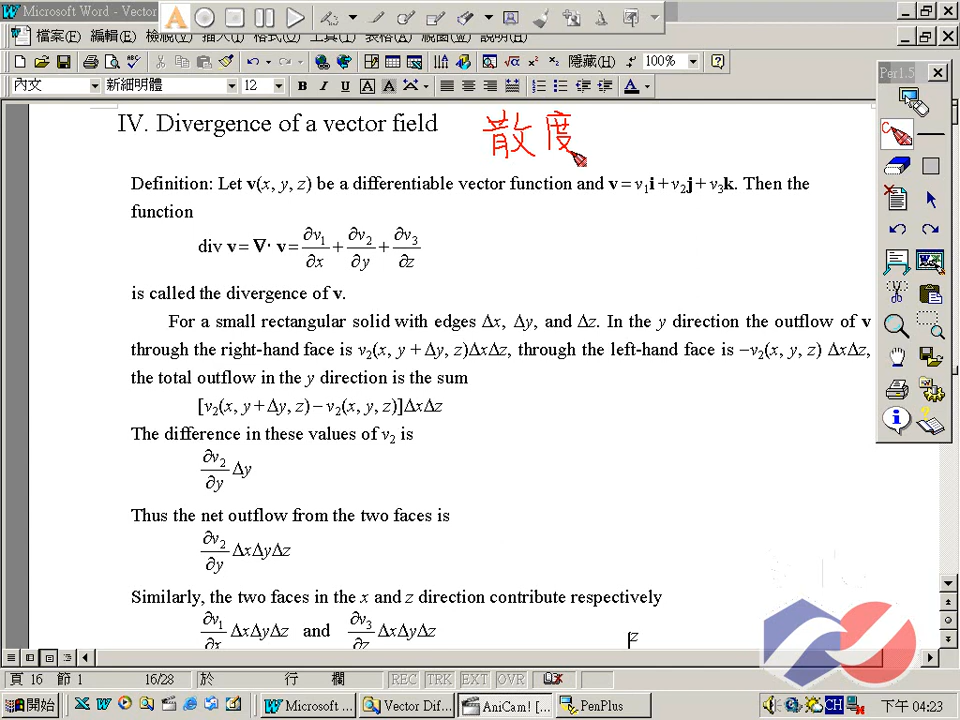 Microsoft Word - Vector
檔案(F) 編輯(E) 檢視(V) 插入(I) 格式(O) 工具(T) 表格(A) 視窗(W) 說明(H)
隱藏(H) 100%
內文 新細明體 12 B I U A A A
Per1.5
IV. Divergence of a vector field 散度
Definition: Let v(x, y, z) be a differentiable vector function and v = v₁i + v₂j + v₃k. Then the
function
div v = ∇· v = ∂v₁/∂x + ∂v₂/∂y + ∂v₃/∂z
is called the divergence of v.
For a small rectangular solid with edges Δx, Δy, and Δz. In the y direction the outflow of v
through the right-hand face is v₂(x, y + Δy, z)ΔxΔz, through the left-hand face is −v₂(x, y, z) ΔxΔz,
the total outflow in the y direction is the sum
[v₂(x, y + Δy, z) − v₂(x, y, z)]ΔxΔz
The difference in these values of v₂ is
∂v₂/∂y Δy
Thus the net outflow from the two faces is
∂v₂/∂y ΔxΔyΔz
Similarly, the two faces in the x and z direction contribute respectively
∂v₁/∂x ΔxΔyΔz and ∂v₃/∂z ΔxΔyΔz
z
頁 16 節 1 16/28 於 行 欄 REC TRK EXT OVR
開始 Microsoft ... Vector Dif... AniCam! [... PenPlus CH 下午 04:23